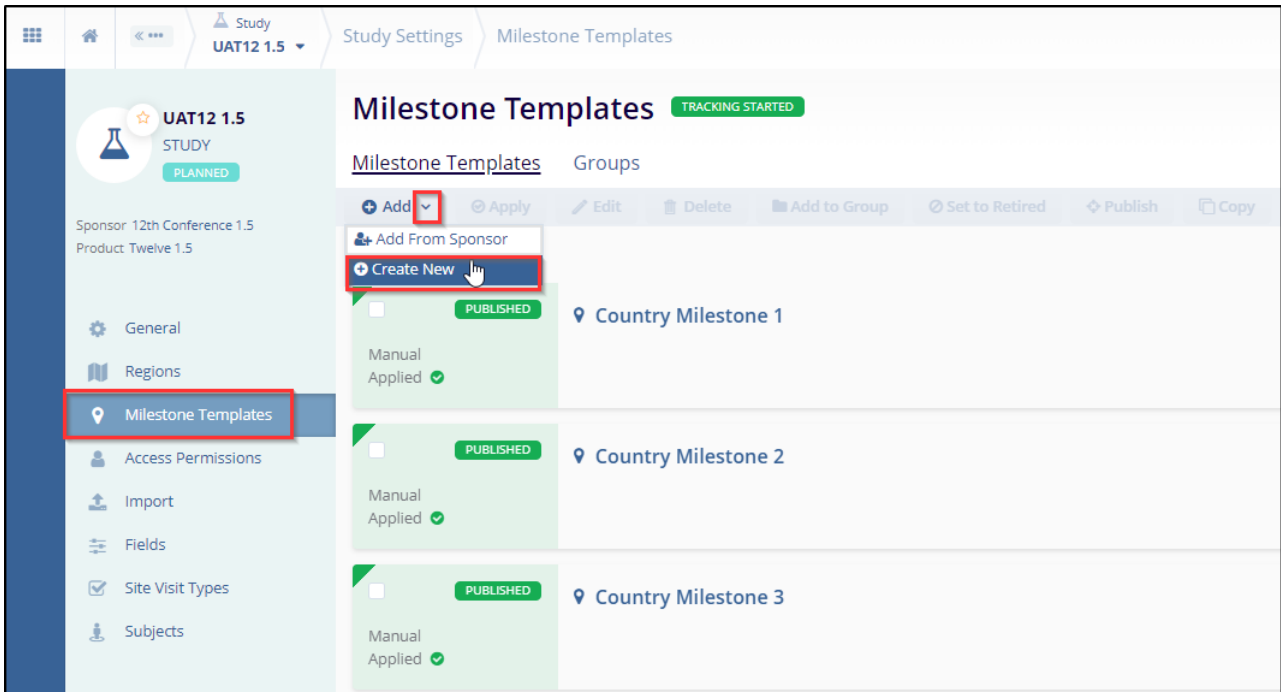 Study
UAT12 1.5
Study Settings
Milestone Templates
UAT12 1.5
STUDY
PLANNED
Sponsor 12th Conference 1.5
Product Twelve 1.5
General
Regions
Milestone Templates
Access Permissions
Import
Fields
Site Visit Types
Subjects
Milestone Templates TRACKING STARTED
Milestone Templates Groups
Add Apply Edit Delete Add to Group Set to Retired Publish Copy
Add From Sponsor
Create New
PUBLISHED
Country Milestone 1
Manual
Applied
PUBLISHED
Country Milestone 2
Manual
Applied
PUBLISHED
Country Milestone 3
Manual
Applied